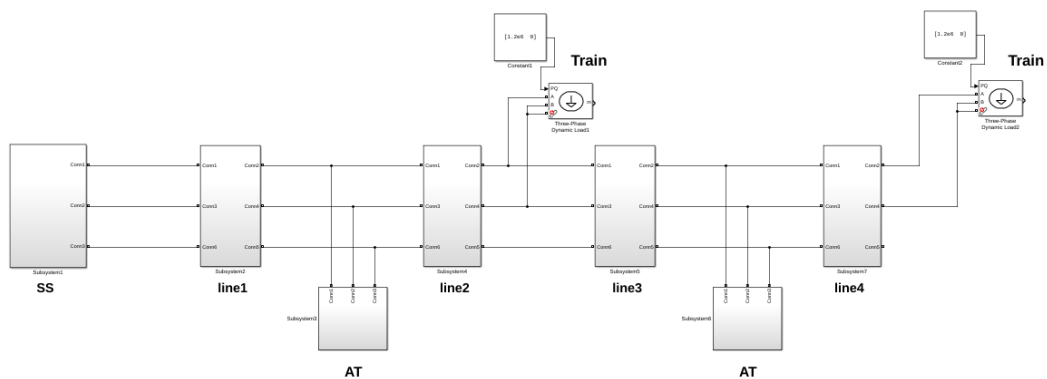 [1.2e6 0]
Constant1
Train
PQ
A
B
m
Three-Phase
Dynamic Load1
[1.2e6 0]
Constant2
Train
PQ
A
B
m
Three-Phase
Dynamic Load2
Conn1
Conn2
Conn3
Subsystem1
SS
Conn1
Conn3
Conn6
Conn2
Conn4
Conn5
Subsystem2
line1
Conn1
Conn2
Conn3
Subsystem3
AT
Conn1
Conn3
Conn6
Conn2
Conn4
Conn5
Subsystem4
line2
Conn1
Conn3
Conn6
Conn2
Conn4
Conn5
Subsystem5
line3
Conn1
Conn2
Conn3
Subsystem6
AT
Conn1
Conn3
Conn6
Conn2
Conn4
Conn5
Subsystem7
line4